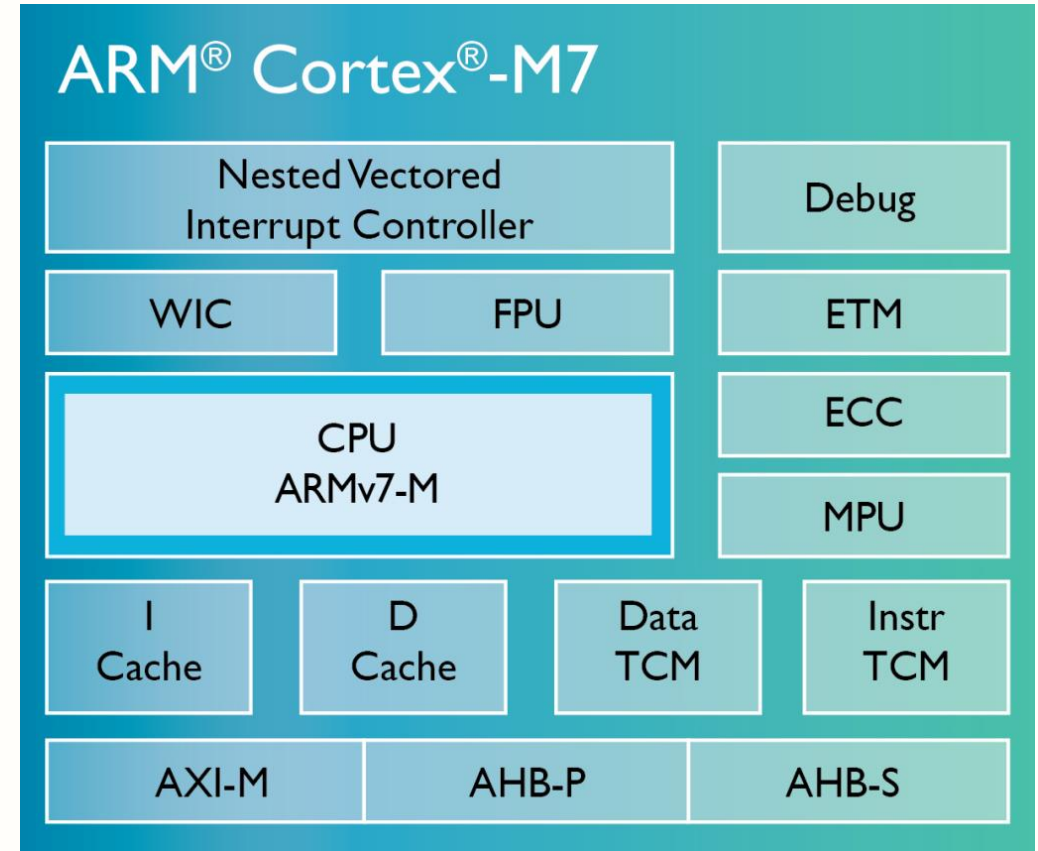 ARM® Cortex®-M7
Nested Vectored
Interrupt Controller
Debug
WIC
FPU
ETM
CPU
ARMv7-M
ECC
MPU
I
Cache
D
Cache
Data
TCM
Instr
TCM
AXI-M
AHB-P
AHB-S